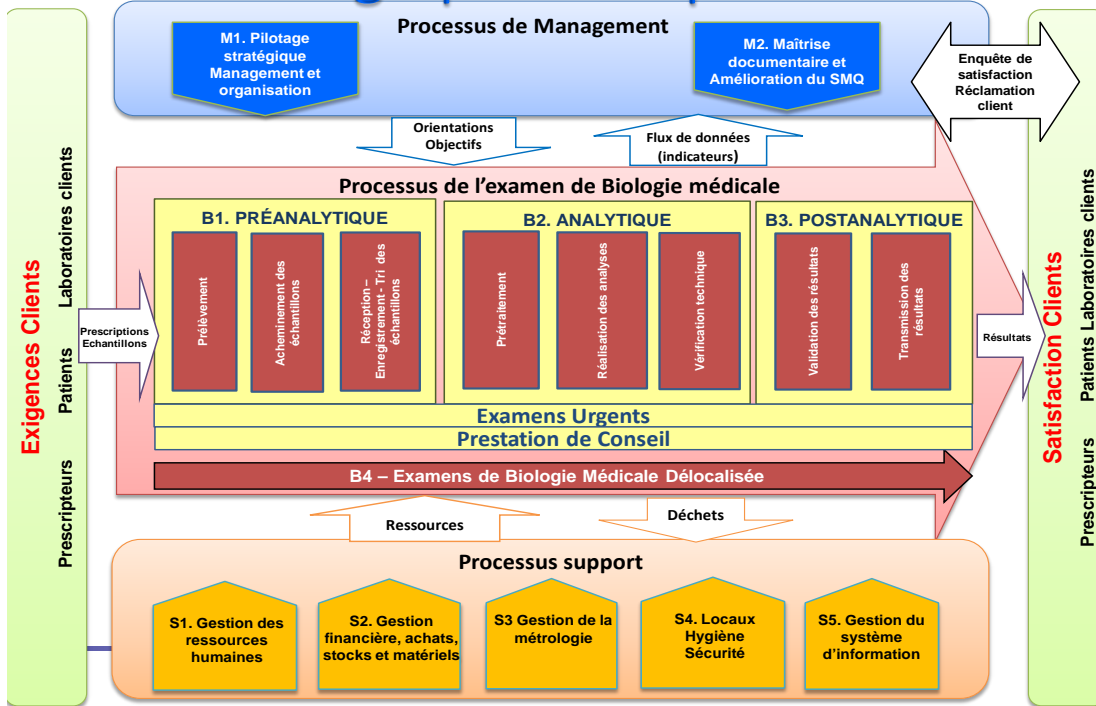 Processus de Management
M1. Pilotage
stratégique
Management et
organisation
M2. Maîtrise
documentaire et
Amélioration du SMQ
Enquête de
satisfaction
Réclamation
client
Orientations
Objectifs
Flux de données
(indicateurs)
Exigences Clients
Prescripteurs
Patients
Laboratoires clients
Prescriptions
Echantillons
Processus de l’examen de Biologie médicale
B1. PRÉANALYTIQUE
Prélèvement
Acheminement des
échantillons
Réception –
Enregistrement - Tri des
échantillons
B2. ANALYTIQUE
Prétraitement
Réalisation des analyses
Vérification technique
B3. POSTANALYTIQUE
Validation des résultats
Transmission des
résultats
Examens Urgents
Prestation de Conseil
B4 – Examens de Biologie Médicale Délocalisée
Résultats
Satisfaction Clients
Prescripteurs
Patients Laboratoires clients
Ressources
Déchets
Processus support
S1. Gestion des
ressources
humaines
S2. Gestion
financière, achats,
stocks et matériels
S3 Gestion de la
métrologie
S4. Locaux
Hygiène
Sécurité
S5. Gestion du
système
d’information